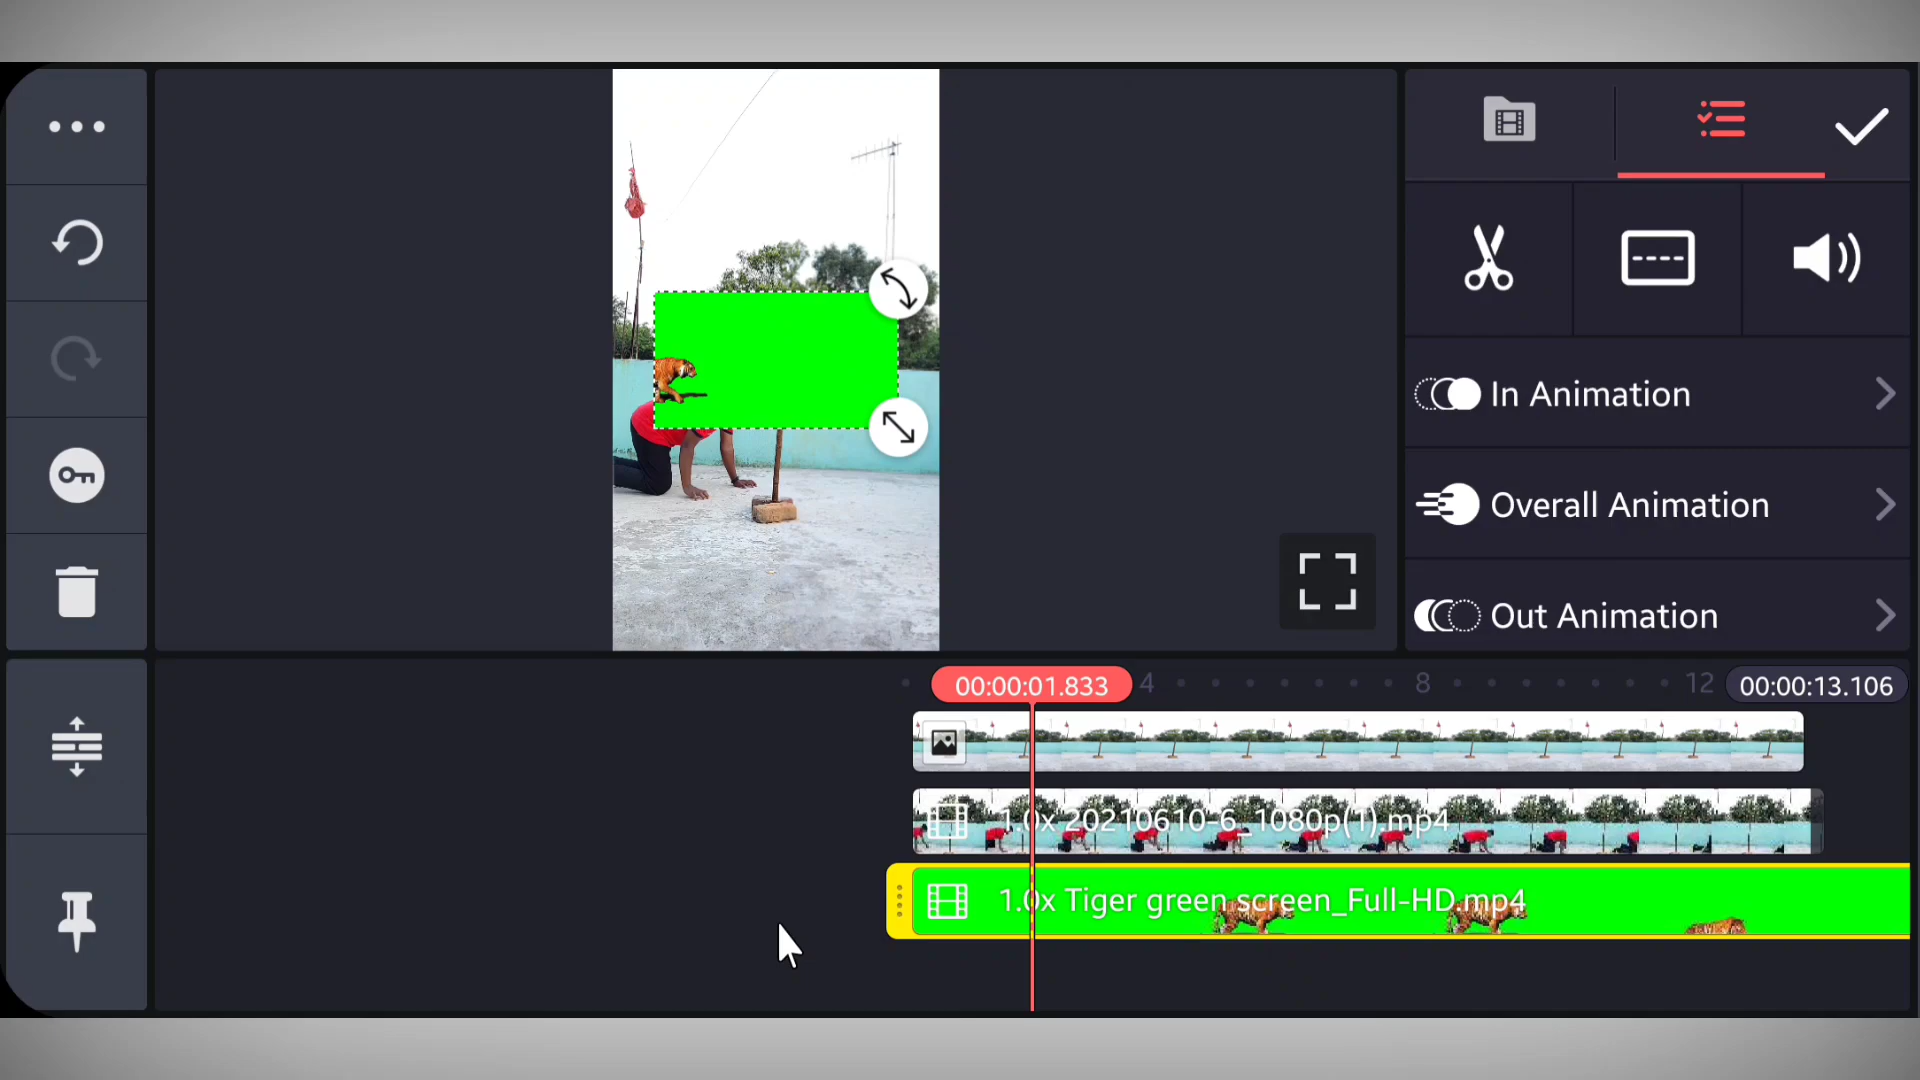 In Animation
Overall Animation
Out Animation
00:00:01.833
4
8
12
00:00:13.106
1.0x 20210610-6_1080p(1).mp4
1.0x Tiger green screen_Full-HD.mp4